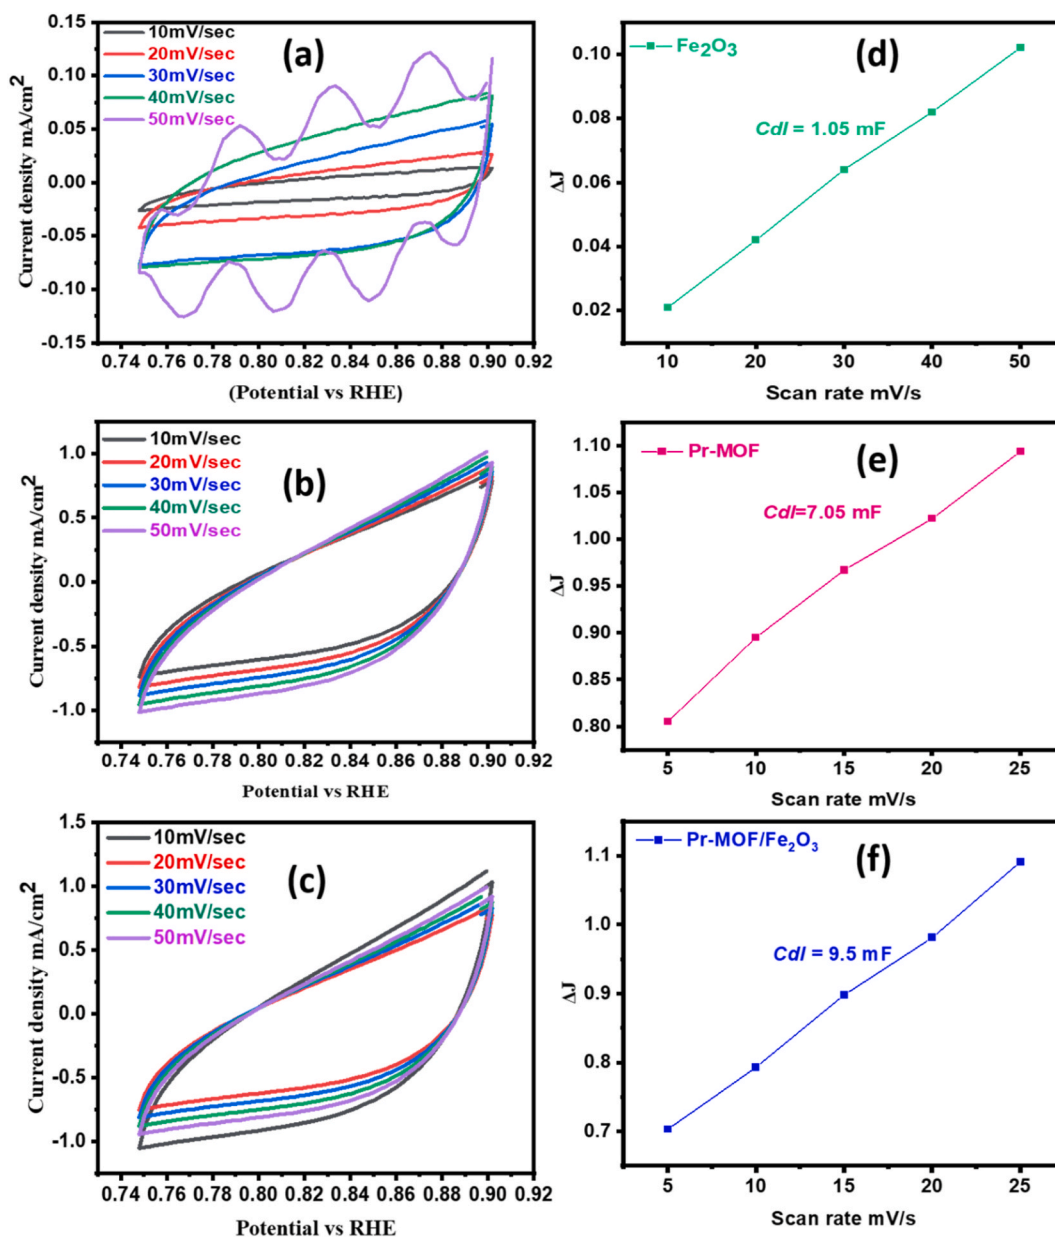 10mV/sec
20mV/sec
30mV/sec
40mV/sec
50mV/sec
(a)
Current density mA/cm²
0.15
0.10
0.05
0.00
-0.05
-0.10
-0.15
0.74 0.76 0.78 0.80 0.82 0.84 0.86 0.88 0.90 0.92
(Potential vs RHE)
Fe₂O₃
(d)
Cdl = 1.05 mF
ΔJ
0.10
0.08
0.06
0.04
0.02
10 20 30 40 50
Scan rate mV/s
10mV/sec
20mV/sec
30mV/sec
40mV/sec
50mV/sec
(b)
Current density mA/cm²
1.0
0.5
0.0
-0.5
-1.0
0.74 0.76 0.78 0.80 0.82 0.84 0.86 0.88 0.90 0.92
Potential vs RHE
Pr-MOF
(e)
Cdl=7.05 mF
ΔJ
1.10
1.05
1.00
0.95
0.90
0.85
0.80
5 10 15 20 25
Scan rate mV/s
10mV/sec
20mV/sec
30mV/sec
40mV/sec
50mV/sec
(c)
Current density mA/cm²
1.5
1.0
0.5
0.0
-0.5
-1.0
0.74 0.76 0.78 0.80 0.82 0.84 0.86 0.88 0.90 0.92
Potential vs RHE
Pr-MOF/Fe₂O₃
(f)
Cdl = 9.5 mF
ΔJ
1.1
1.0
0.9
0.8
0.7
5 10 15 20 25
Scan rate mV/s